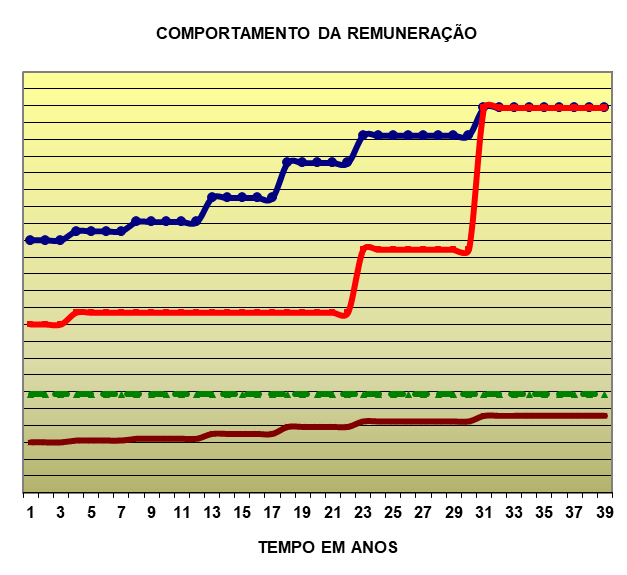 COMPORTAMENTO DA REMUNERAÇÃO
1 3 5 7 9 11 13 15 17 19 21 23 25 27 29 31 33 35 37 39
TEMPO EM ANOS